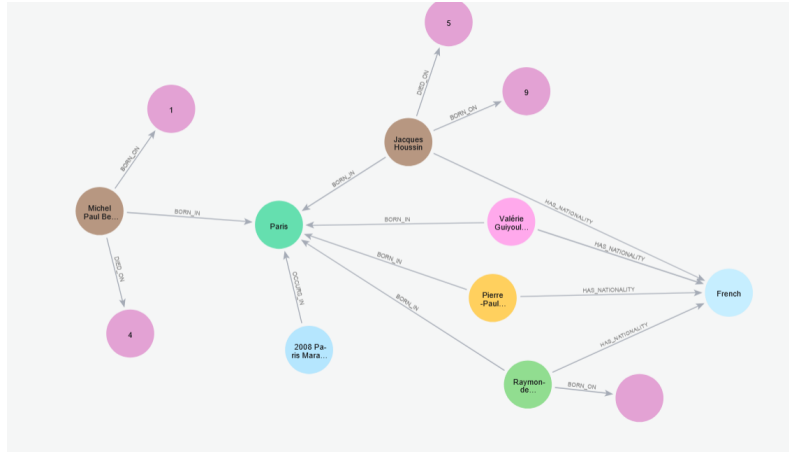 5
9
DIED_ON
BORN_ON
1
Jacques
Houssin
BORN_ON
BORN_IN
HAS_NATIONALITY
Michel
Paul Be...
BORN_IN
Paris
BORN_IN
Valérie
Guiyoul...
HAS_NATIONALITY
DIED_ON
BORN_IN
OCCURS_IN
Pierre
-Paul...
HAS_NATIONALITY
French
BORN_IN
4
2008 Pa-
ris Mara...
HAS_NATIONALITY
Raymon-
de...
BORN_ON